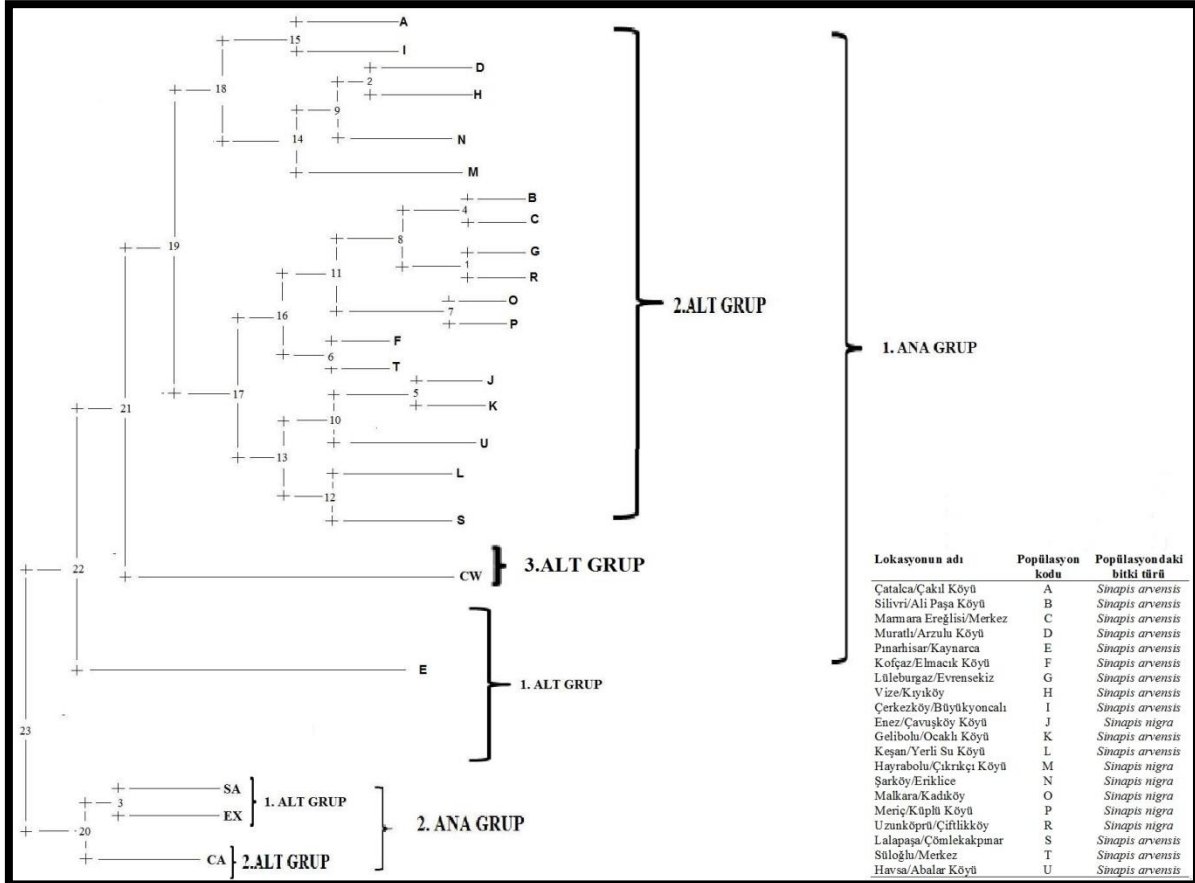 A
15
I
D
2
18
H
9
14
N
M
B
4
C
8
G
19
1
11
R
O
7
16
P
F
6
T
J
17
5
K
10
U
13
L
12
S
21
CW
22
E
23
SA
3
EX
20
CA
2.ALT GRUP
1. ANA GRUP
3.ALT GRUP
1. ALT GRUP
1. ALT GRUP
2. ANA GRUP
2.ALT GRUP
Lokasyonun adı Popülasyon kodu Popülasyondaki bitki türü
Çatalca/Çakıl Köyü A Sinapis arvensis
Silivri/Ali Paşa Köyü B Sinapis arvensis
Marmara Ereğlisi/Merkez C Sinapis arvensis
Muratlı/Arzulu Köyü D Sinapis arvensis
Pınarhisar/Kaynarca E Sinapis arvensis
Kofçaz/Elmacık Köyü F Sinapis arvensis
Lüleburgaz/Evrensekiz G Sinapis arvensis
Vize/Kıyıköy H Sinapis arvensis
Çerkezköy/Büyükyoncalı I Sinapis arvensis
Enez/Çavuşköy Köyü J Sinapis nigra
Gelibolu/Ocaklı Köyü K Sinapis arvensis
Keşan/Yerli Su Köyü L Sinapis arvensis
Hayrabolu/Çıkrıkçı Köyü M Sinapis nigra
Şarköy/Eriklice N Sinapis nigra
Malkara/Kadıköy O Sinapis nigra
Meriç/Küplü Köyü P Sinapis nigra
Uzunköprü/Çiftlikköy R Sinapis nigra
Lalapaşa/Çömlekakpınar S Sinapis arvensis
Süloğlu/Merkez T Sinapis arvensis
Havsa/Abalar Köyü U Sinapis arvensis